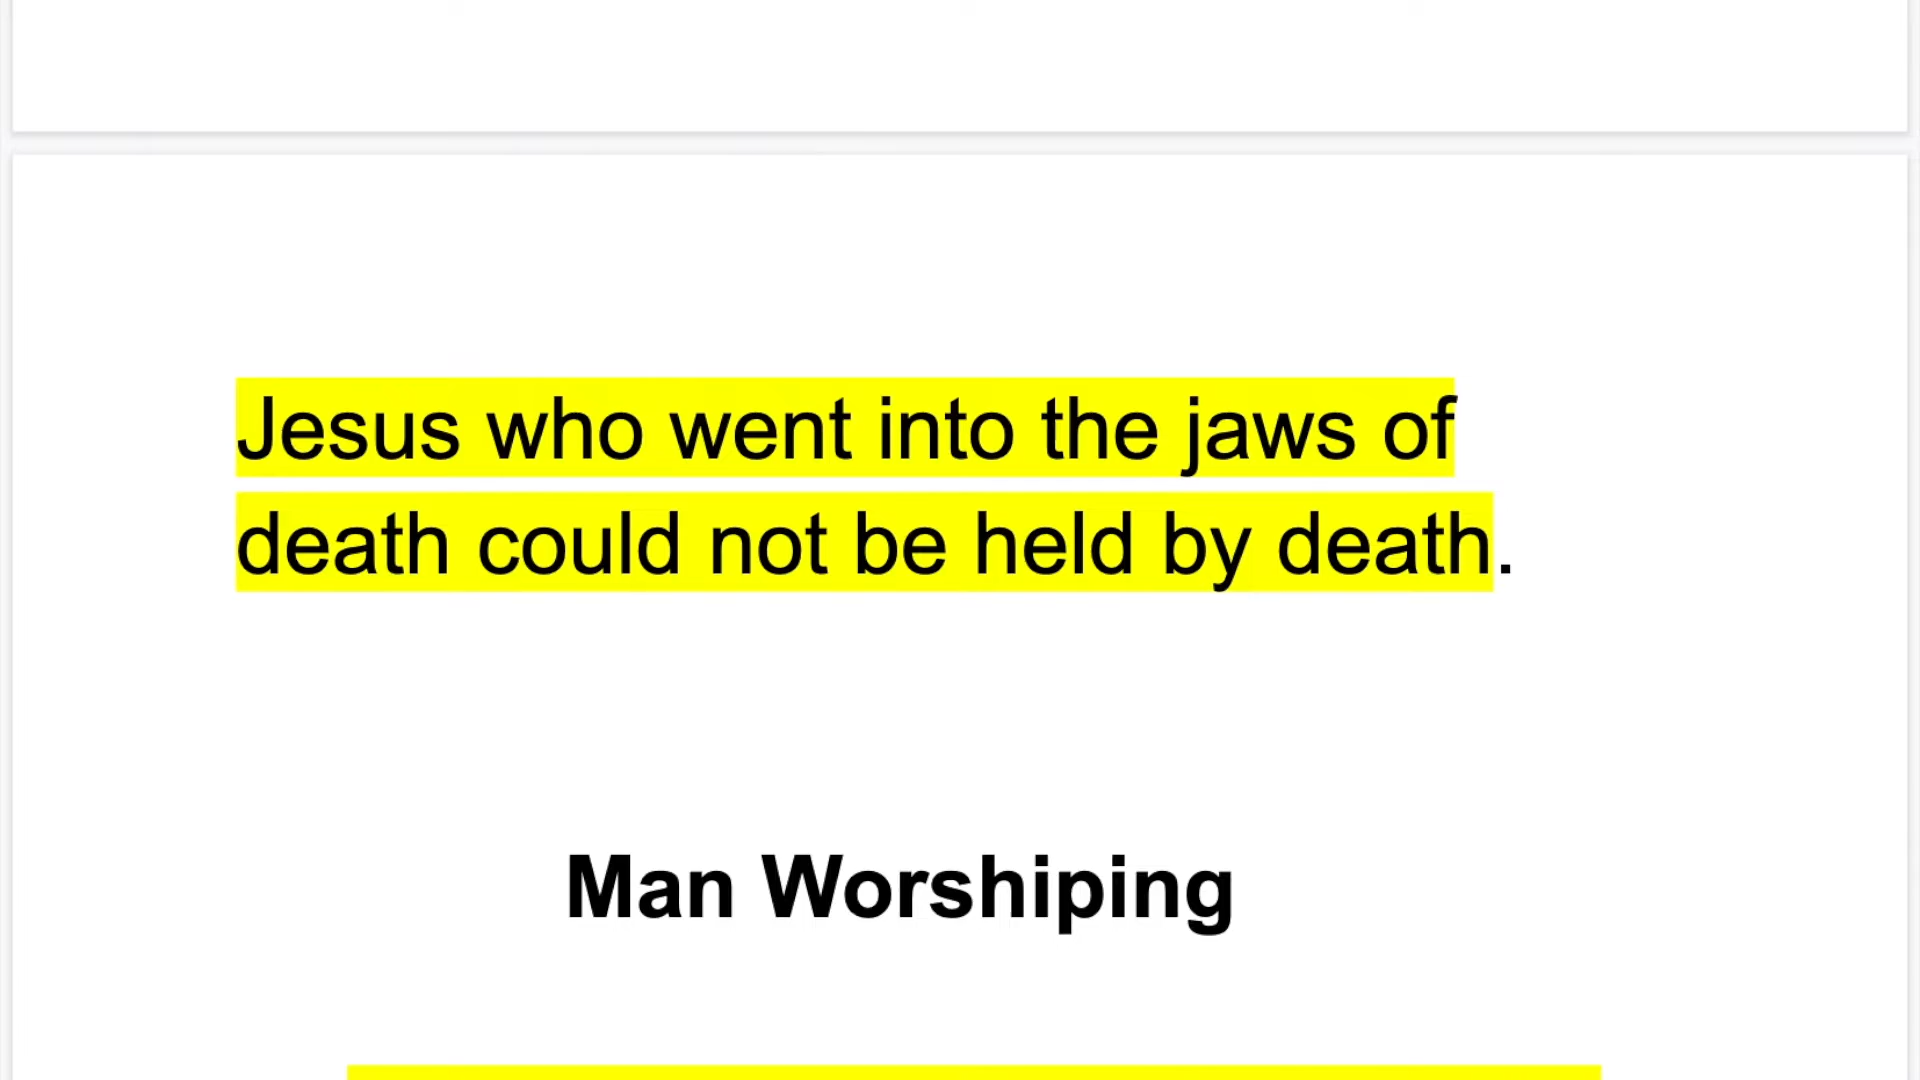 Jesus who went into the jaws of
death could not be held by death.
Man Worshiping